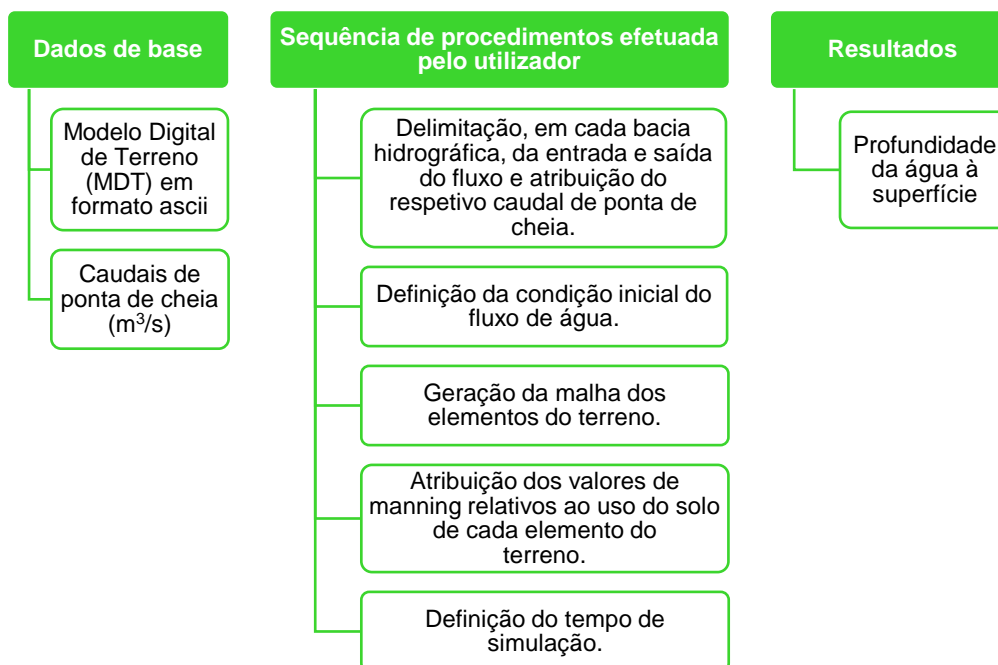 Dados de base
Modelo Digital
de Terreno
(MDT) em
formato ascii
Caudais de
ponta de cheia
(m³/s)
Sequência de procedimentos efetuada
pelo utilizador
Delimitação, em cada bacia
hidrográfica, da entrada e saída
do fluxo e atribuição do
respetivo caudal de ponta de
cheia.
Definição da condição inicial do
fluxo de água.
Geração da malha dos
elementos do terreno.
Atribuição dos valores de
manning relativos ao uso do solo
de cada elemento do
terreno.
Definição do tempo de
simulação.
Resultados
Profundidade
da água à
superfície